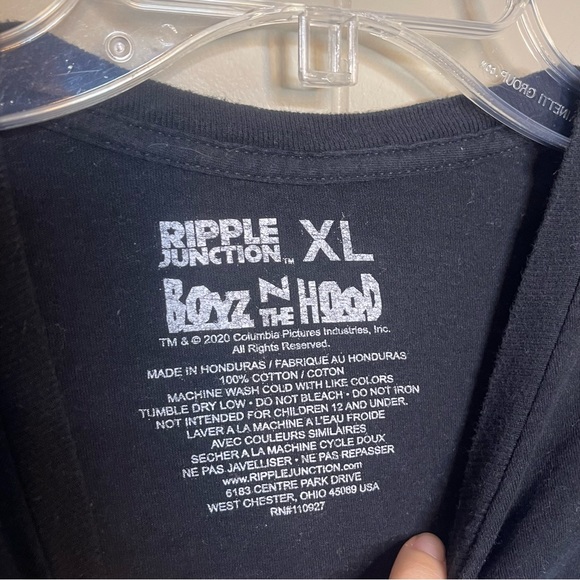 RIPPLE
JUNCTION™ XL
BOYZ N THE HOOD
TM & © 2020 Columbia Pictures Industries, Inc.
All Rights Reserved.
MADE IN HONDURAS / FABRIQUE AU HONDURAS
100% COTTON / COTON
MACHINE WASH COLD WITH LIKE COLORS
TUMBLE DRY LOW • DO NOT BLEACH • DO NOT IRON
NOT INTENDED FOR CHILDREN 12 AND UNDER.
LAVER A LA MACHINE A L'EAU FROIDE
AVEC COULEURS SIMILAIRES
SECHER A LA MACHINE CYCLE DOUX
NE PAS JAVELLISER • NE PAS REPASSER
www.RIPPLEJUNCTION.com
6183 CENTRE PARK DRIVE
WEST CHESTER, OHIO 45069 USA
RN#110927